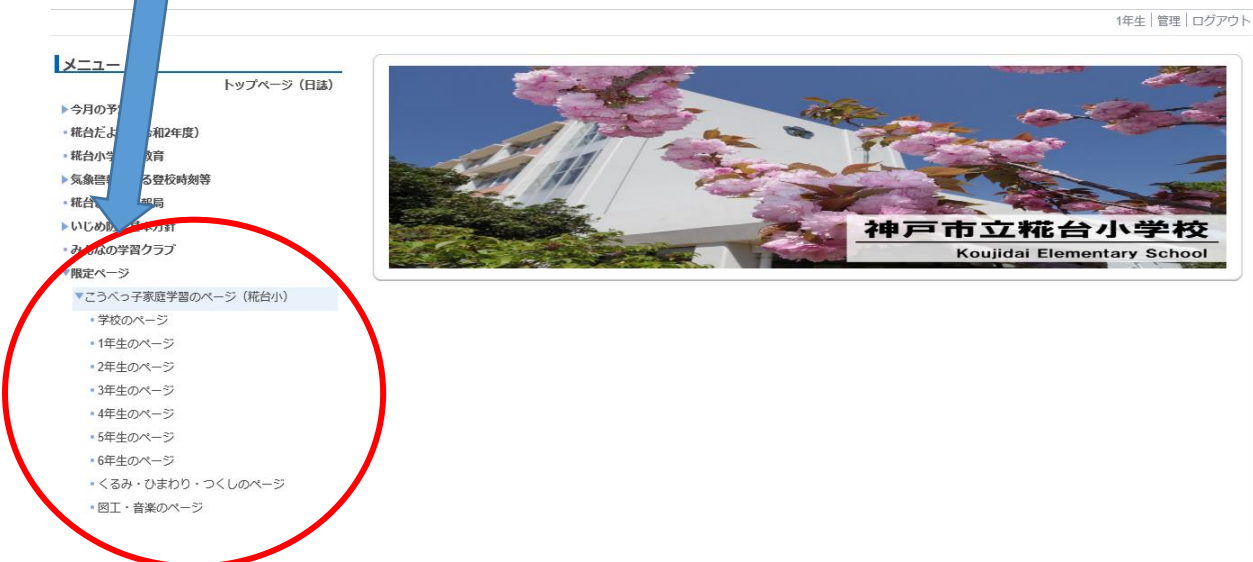 1年生 | 管理 | ログアウト
メニュー
トップページ（日誌）
今月の予
糀台だよ 和2年度）
糀台小学 教育
気象警 る登校時刻等
糀台 報局
いじめ防 本方針
みんなの学習クラブ
限定ページ
こうべっ子家庭学習のページ（糀台小）
学校のページ
1年生のページ
2年生のページ
3年生のページ
4年生のページ
5年生のページ
6年生のページ
くるみ・ひまわり・つくしのページ
図工・音楽のページ
神戸市立糀台小学校
Koujidai Elementary School